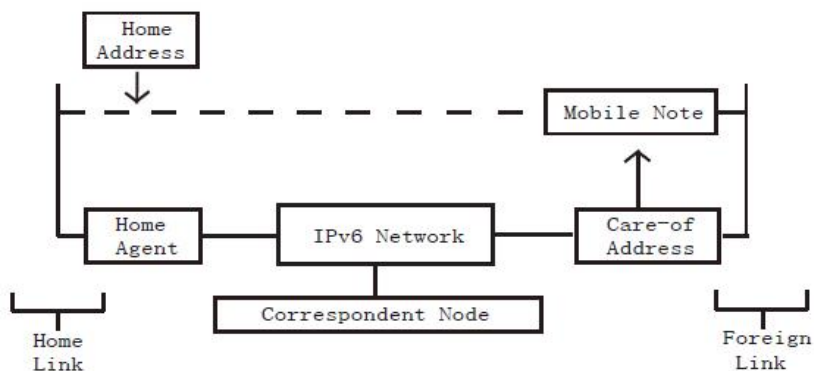 Home
Address
Mobile Note
Home
Agent
IPv6 Network
Care-of
Address
Correspondent Node
Home
Link
Foreign
Link